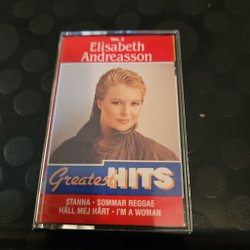 Vol. 2
Elisabeth
Andreasson
Greatest HITS
STANNA • SOMMAR REGGAE
HÅLL MEJ HÅRT • I'M A WOMAN